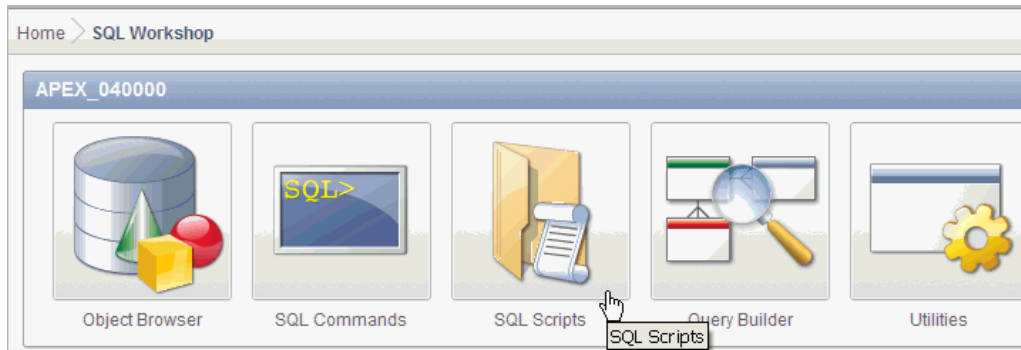 Home > SQL Workshop
APEX_040000
SQL>
Object Browser SQL Commands SQL Scripts Query Builder Utilities
SQL Scripts